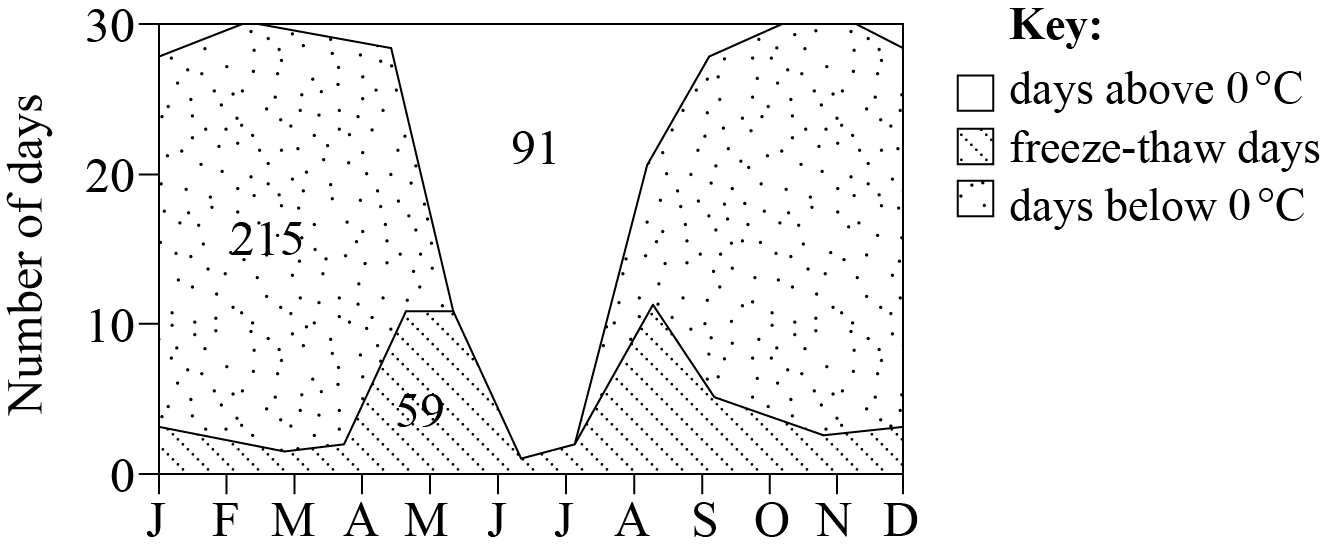 Number of days
30
20
10
0
215
91
59
J F M A M J J A S O N D
Key:
days above 0 °C
freeze-thaw days
days below 0 °C